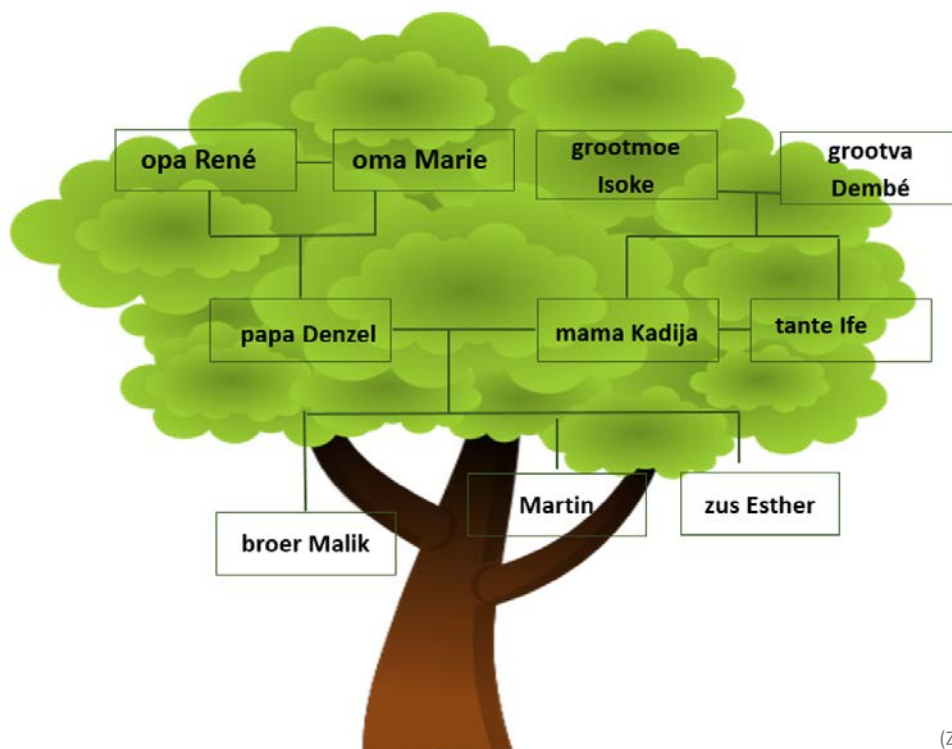 opa René
oma Marie
grootmoe
Isoke
grootva
Dembé
papa Denzel
mama Kadija
tante Ife
broer Malik
Martin
zus Esther
(z